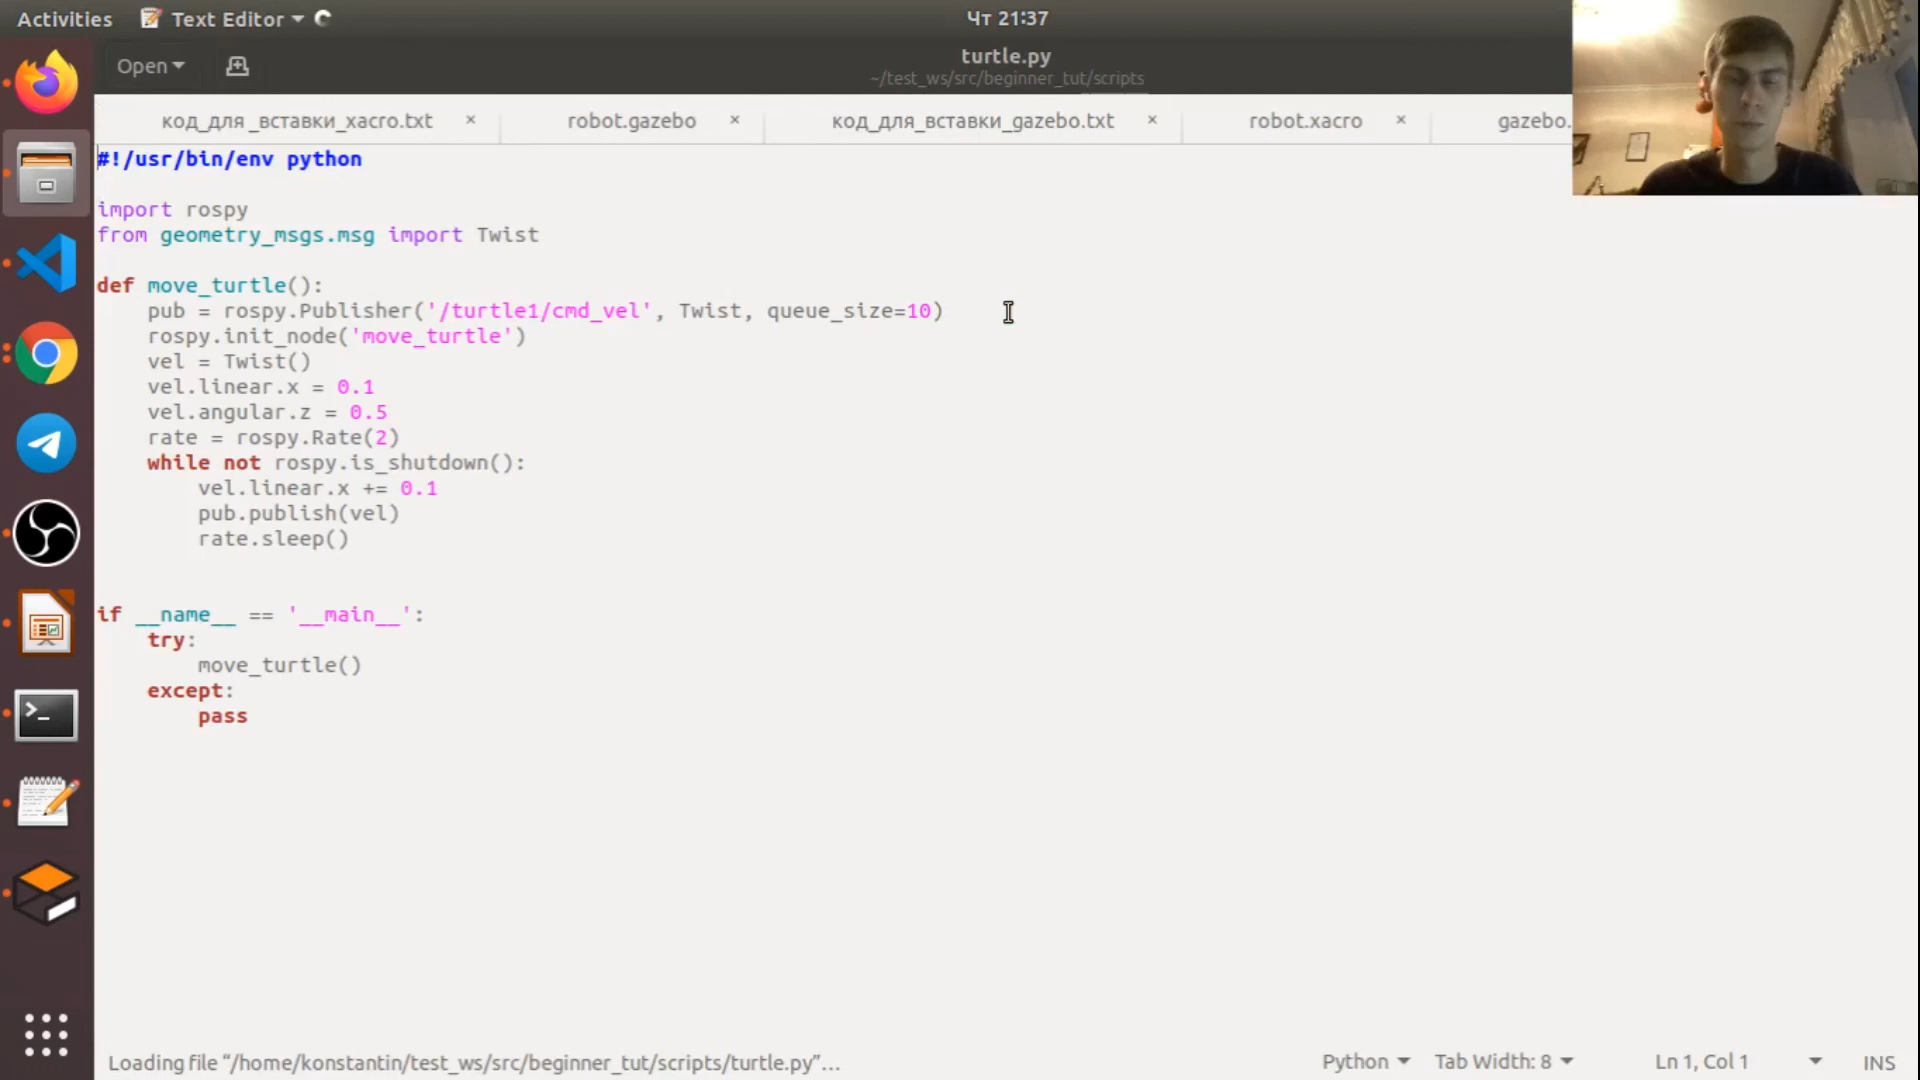 Activities
Text Editor
Чт 21:37
Open
turtle.py
~/test_ws/src/beginner_tut/scripts
код_для _вставки_xacro.txt ×
robot.gazebo ×
код_для_вставки_gazebo.txt ×
robot.xacro ×
gazebo.
#!/usr/bin/env python
import rospy
from geometry_msgs.msg import Twist
def move_turtle():
pub = rospy.Publisher('/turtle1/cmd_vel', Twist, queue_size=10)
rospy.init_node('move_turtle')
vel = Twist()
vel.linear.x = 0.1
vel.angular.z = 0.5
rate = rospy.Rate(2)
while not rospy.is_shutdown():
vel.linear.x += 0.1
pub.publish(vel)
rate.sleep()
if __name__ == '__main__':
try:
move_turtle()
except:
pass
Loading file “/home/konstantin/test_ws/src/beginner_tut/scripts/turtle.py”…
Python
Tab Width: 8
Ln 1, Col 1
INS